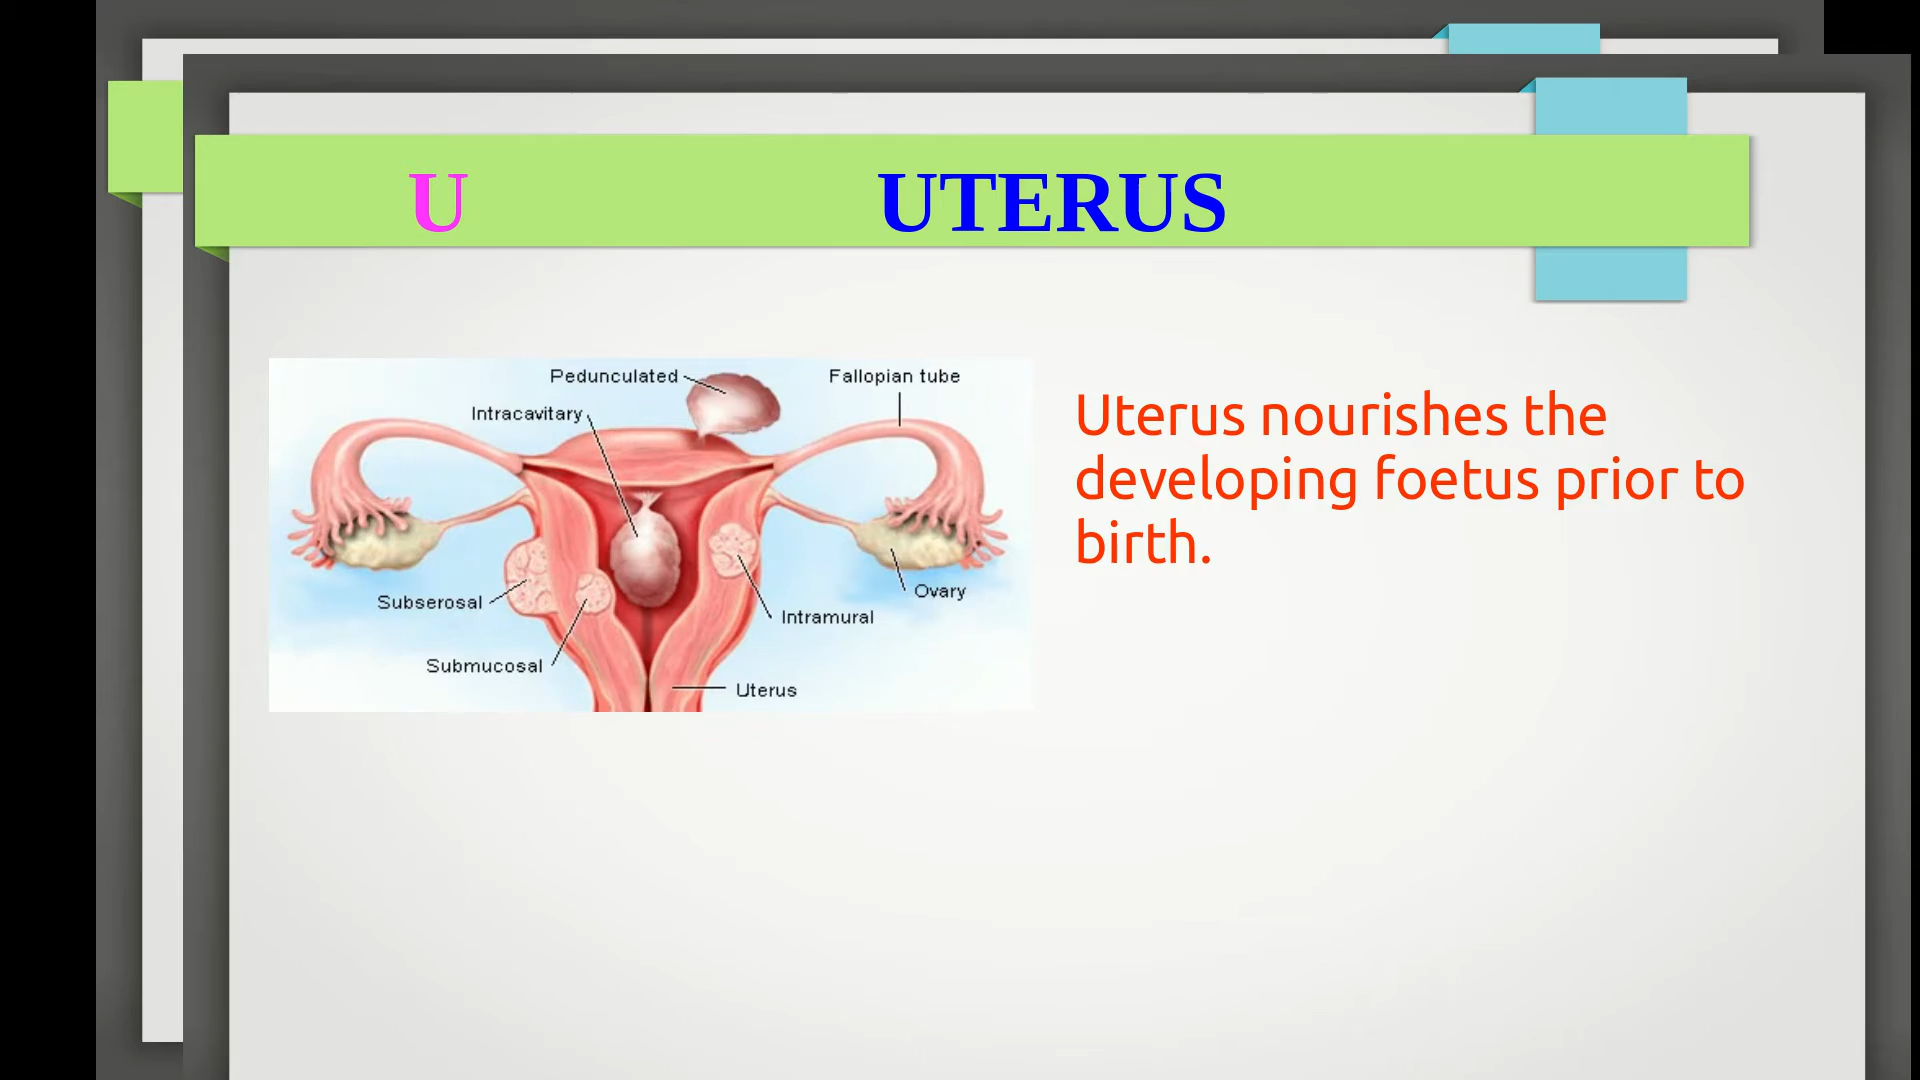 U UTERUS
Pedunculated
Fallopian tube
Intracavitary
Subserosal
Ovary
Intramural
Submucosal
Uterus
Uterus nourishes the
developing foetus prior to
birth.